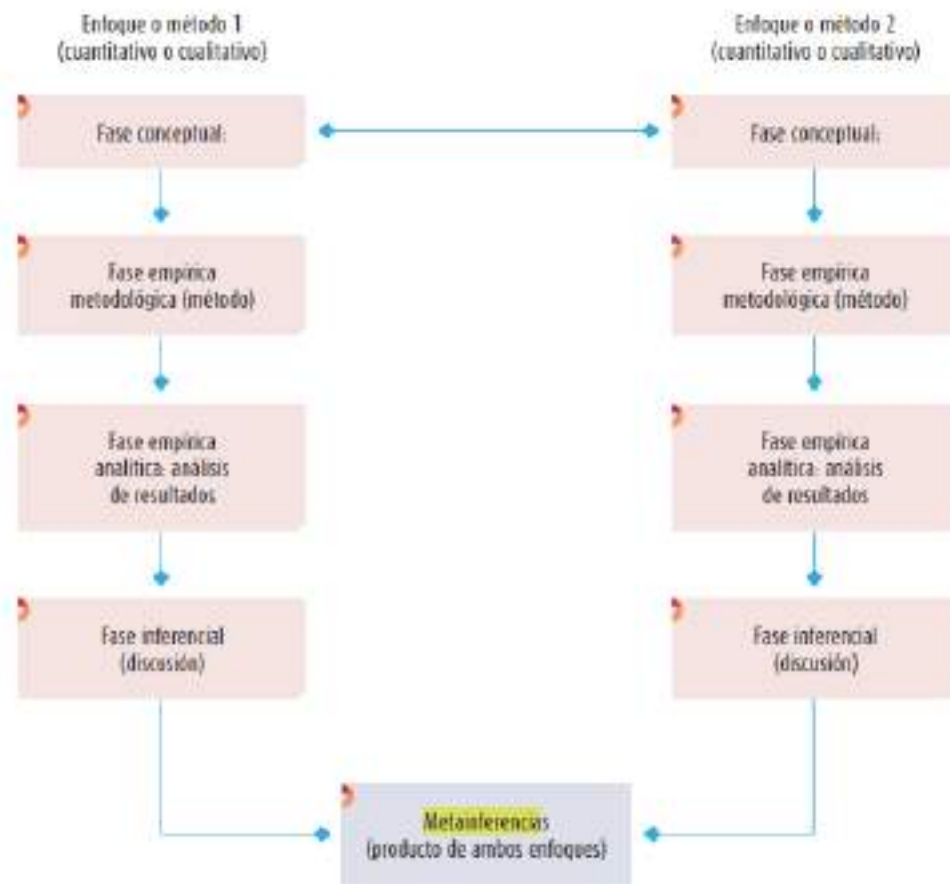 Enfoque o método 1
(cuantitativo o cualitativo)
Enfoque o método 2
(cuantitativo o cualitativo)
Fase conceptual:
Fase conceptual:
Fase empírica
metodológica (método)
Fase empírica
metodológica (método)
Fase empírica
analítica: análisis
de resultados
Fase empírica
analítica: análisis
de resultados
Fase inferencial
(discusión)
Fase inferencial
(discusión)
Metainferencias
(producto de ambos enfoques)